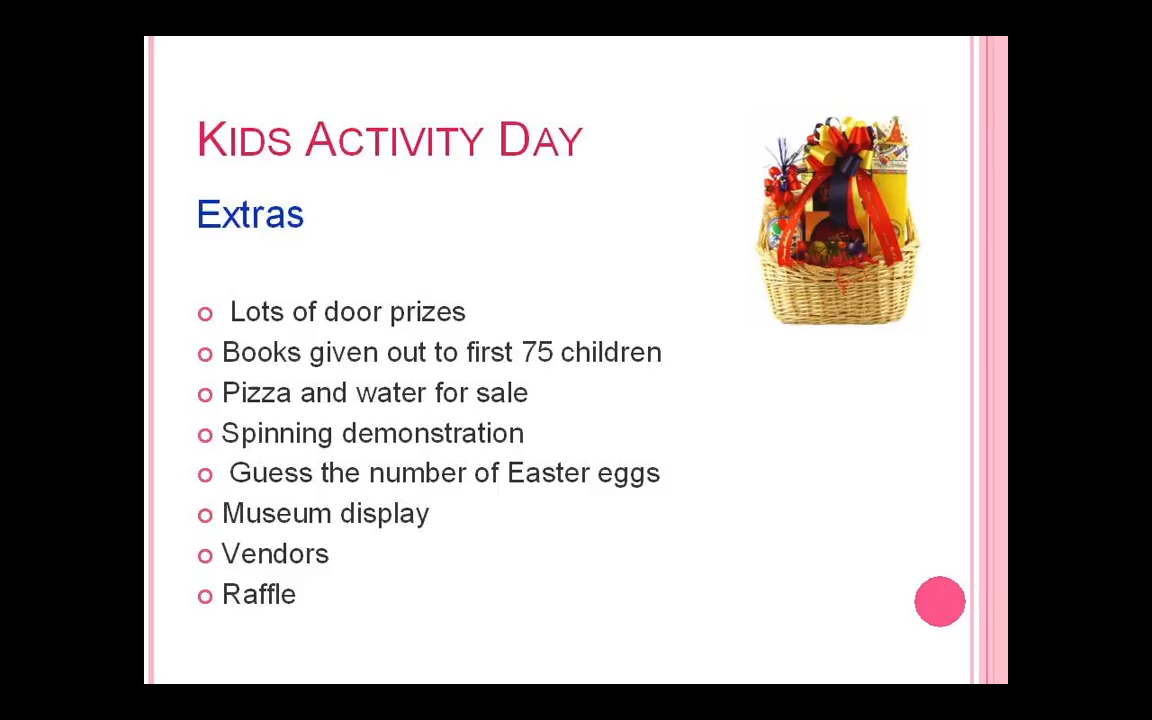 KIDS ACTIVITY DAY
Extras
Lots of door prizes
Books given out to first 75 children
Pizza and water for sale
Spinning demonstration
Guess the number of Easter eggs
Museum display
Vendors
Raffle